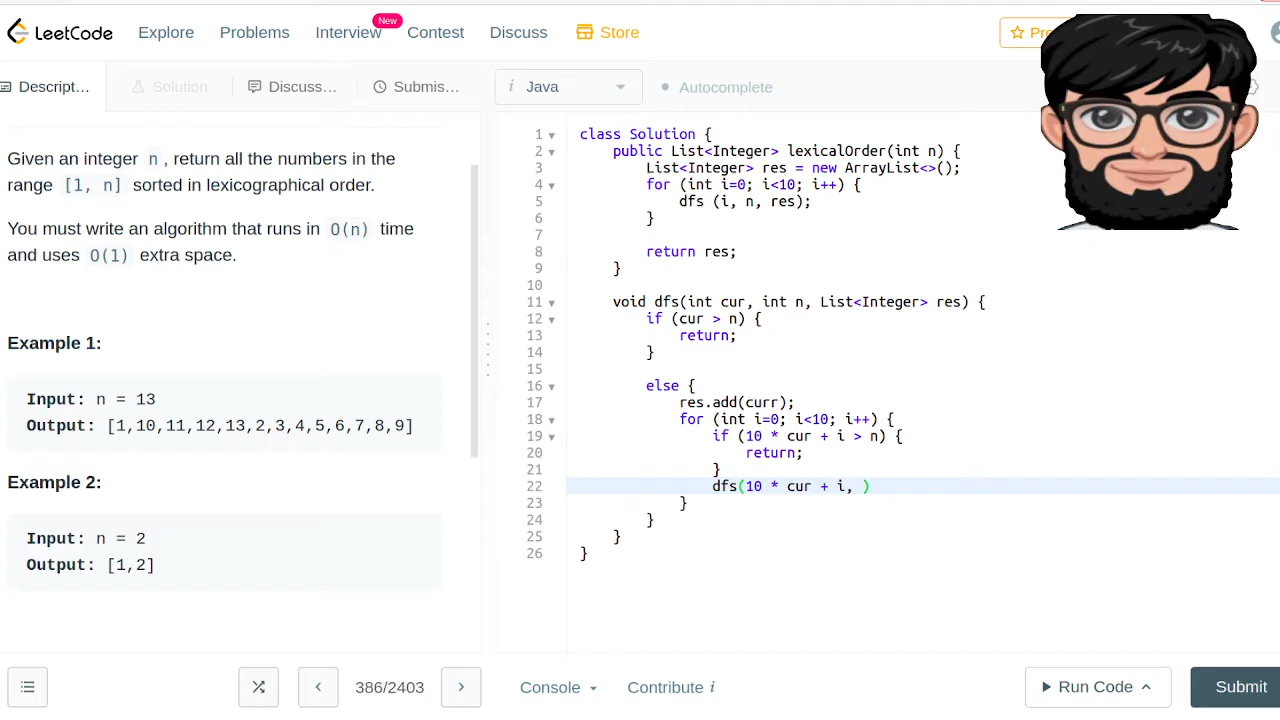 LeetCode Explore Problems Interview New Contest Discuss Store
Descript... Solution Discuss... Submis... i Java Autocomplete
Given an integer n, return all the numbers in the
range [1, n] sorted in lexicographical order.
You must write an algorithm that runs in O(n) time
and uses O(1) extra space.
Example 1:
Input: n = 13
Output: [1,10,11,12,13,2,3,4,5,6,7,8,9]
Example 2:
Input: n = 2
Output: [1,2]
1 class Solution {
2 public List<Integer> lexicalOrder(int n) {
3 List<Integer> res = new ArrayList<>();
4 for (int i=0; i<10; i++) {
5 dfs (i, n, res);
6 }
7
8 return res;
9 }
10
11 void dfs(int cur, int n, List<Integer> res) {
12 if (cur > n) {
13 return;
14 }
15
16 else {
17 res.add(curr);
18 for (int i=0; i<10; i++) {
19 if (10 * cur + i > n) {
20 return;
21 }
22 dfs(10 * cur + i, )
23 }
24 }
25 }
26 }
386/2403 Console Contribute i Run Code Submit